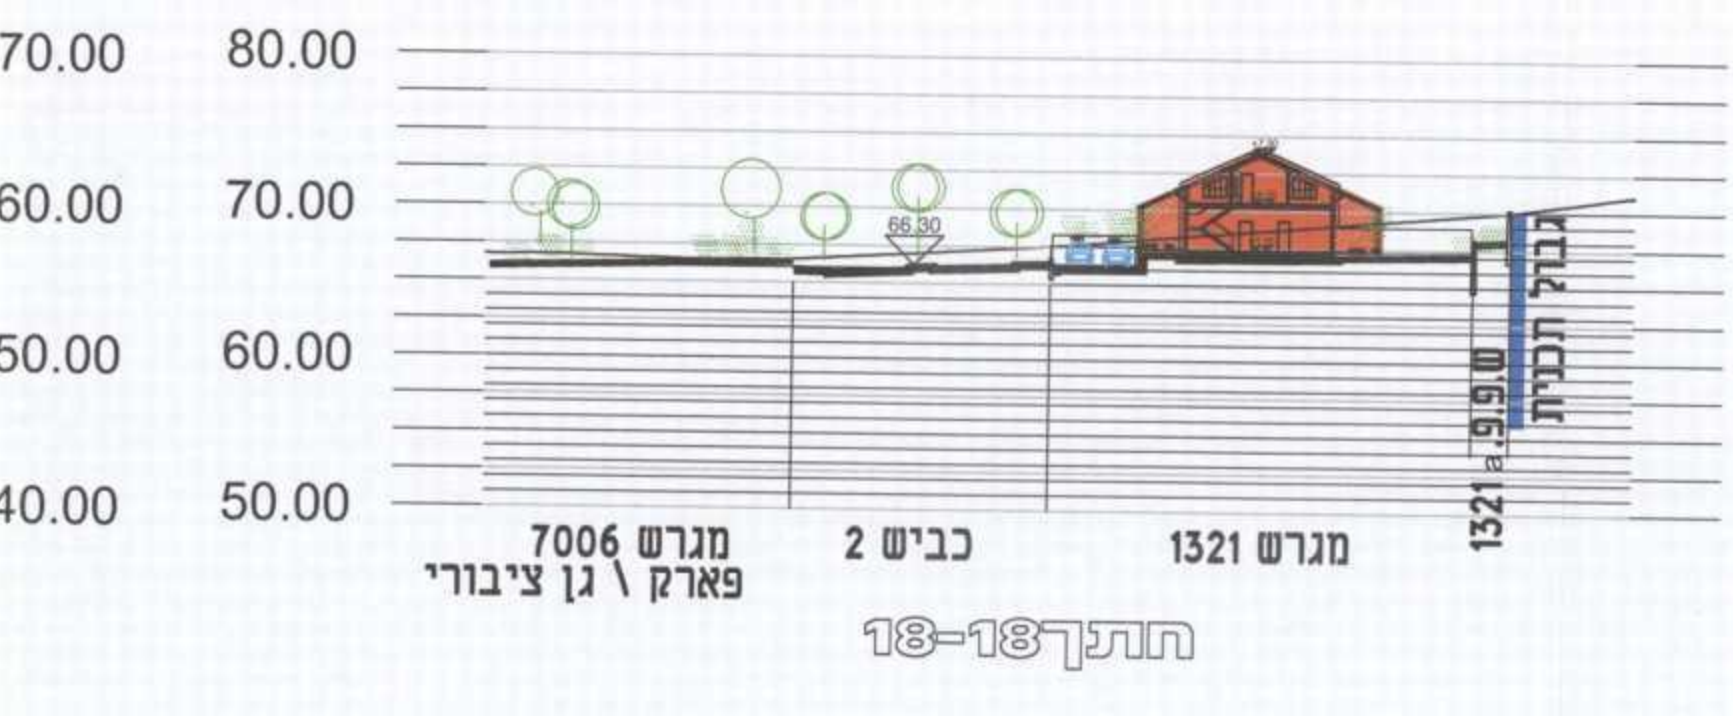 70.00 80.00
60.00 70.00
50.00 60.00
40.00 50.00
66.30
גבול תכנית
1321a ש.פ.פ.
מגרש 1321
כביש 2
מגרש 7006
פארק \ גן ציבורי
חותך 18-18